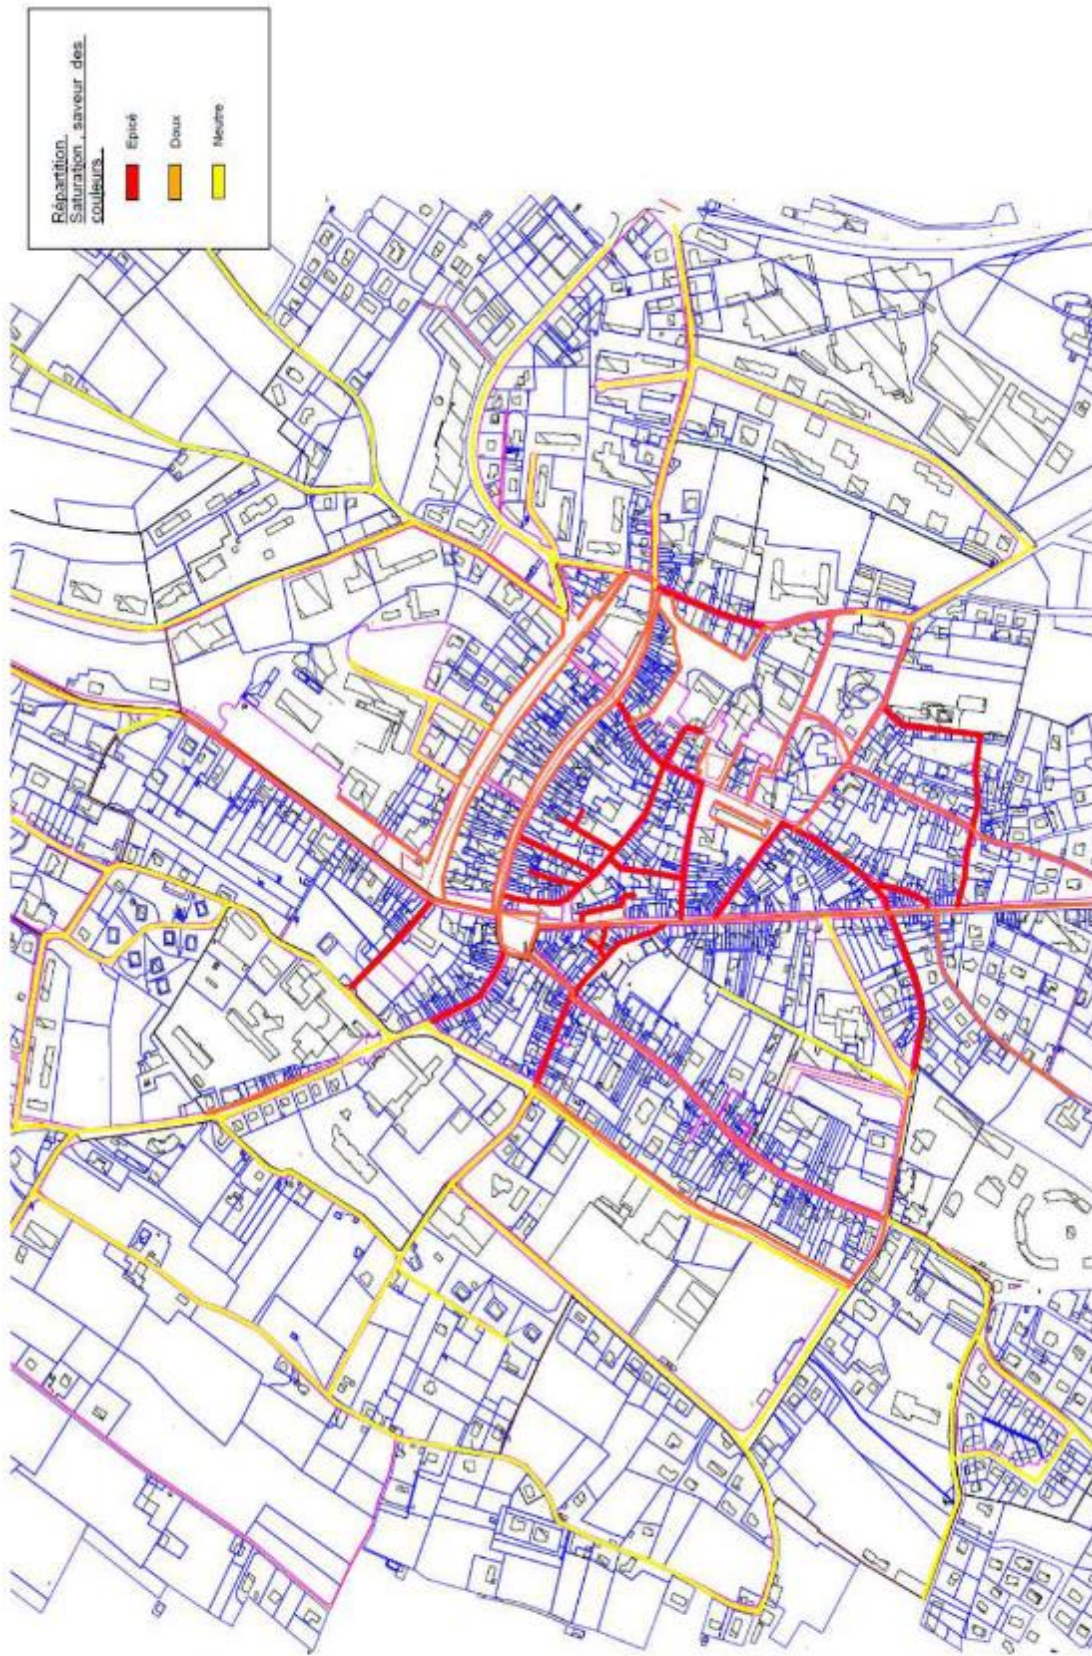 Répartition
Saturation, saveur des
couleurs
Epicé
Doux
Neutre